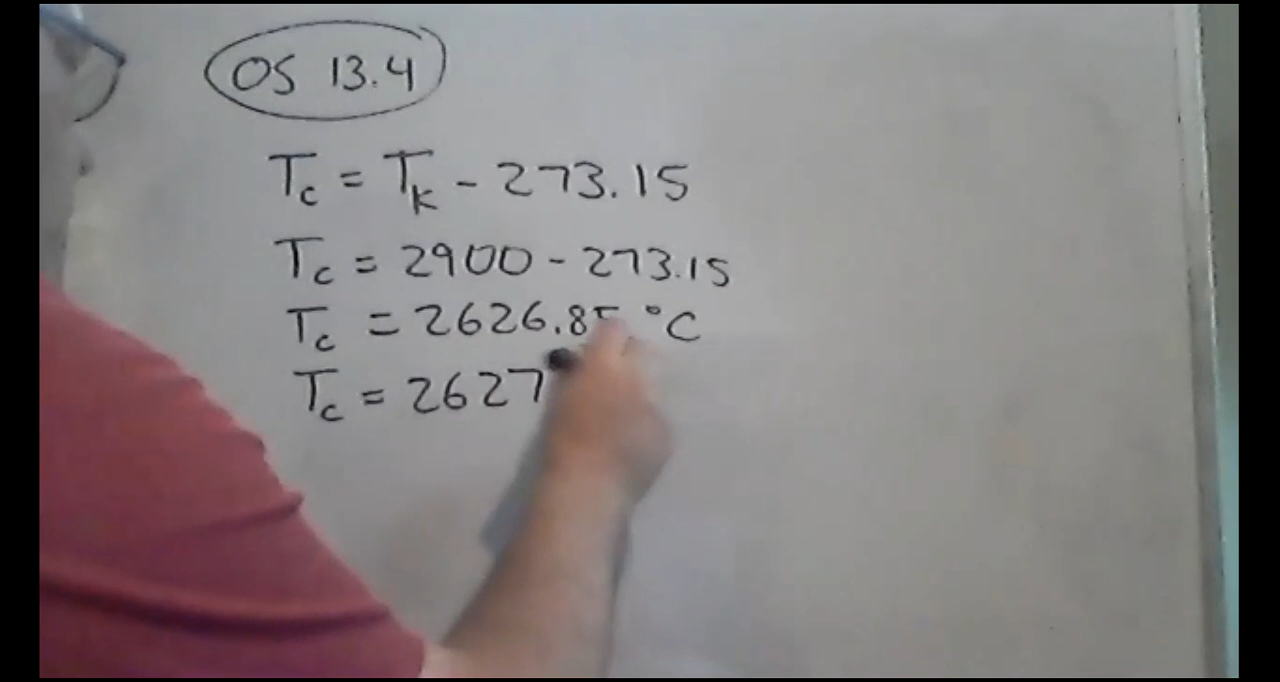 OS 13.4
Tc = Tk - 273.15
Tc = 2900 - 273.15
Tc = 2626.85 °C
Tc = 2627